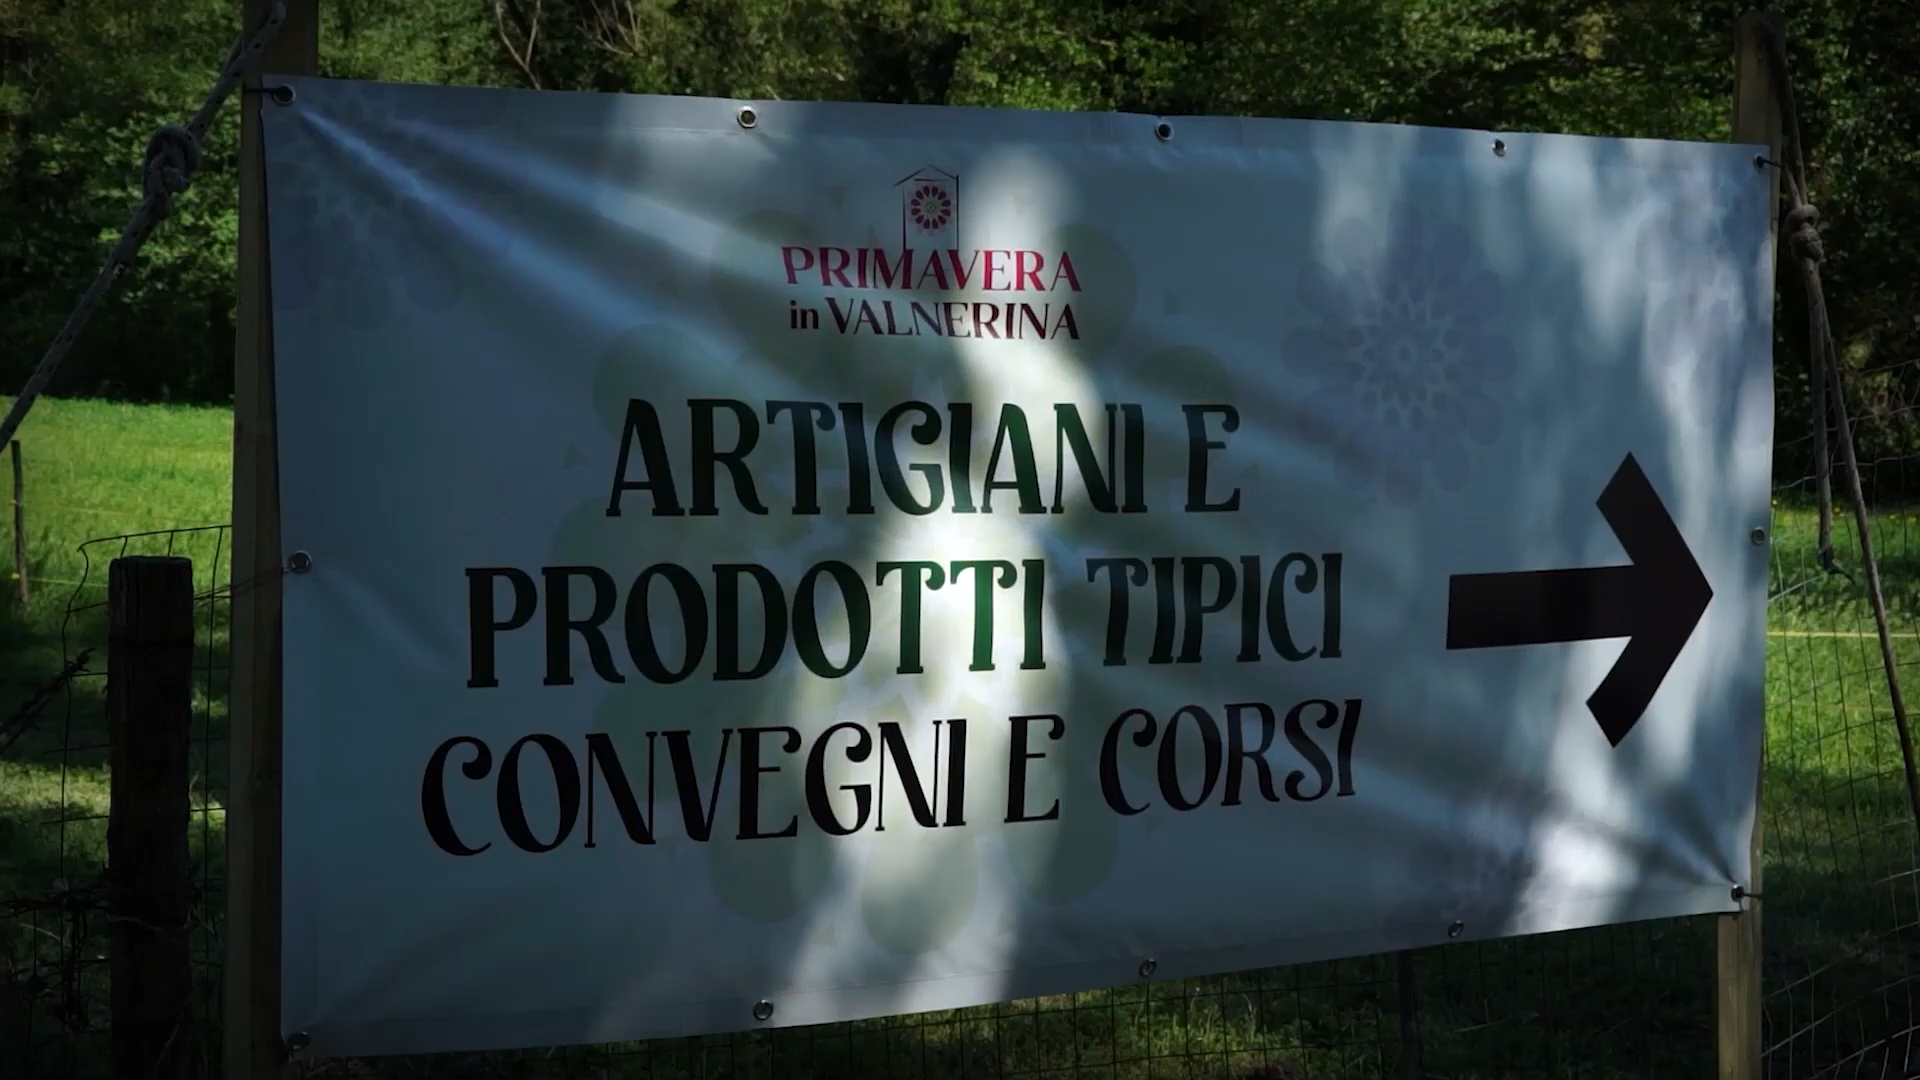 PRIMAVERA
in VALNERINA
ARTIGIANI E
PRODOTTI TIPICI
CONVEGNI E CORSI